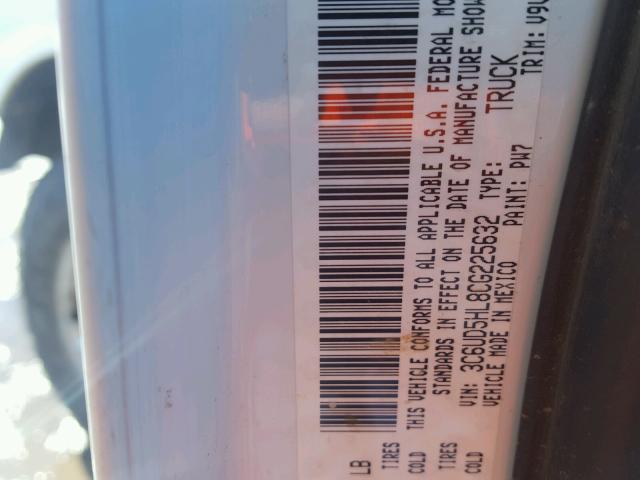 THIS VEHICLE CONFORMS TO ALL APPLICABLE U.S.A. FEDERAL MO
STANDARDS IN EFFECT ON THE DATE OF MANUFACTURE SHOW
VIN: 3C6UD5HL8CG225632 TYPE: TRUCK
VEHICLE MADE IN MEXICO PAINT: PW7 TRIM: V9V
LB
TIRES
COLD
TIRES
COLD